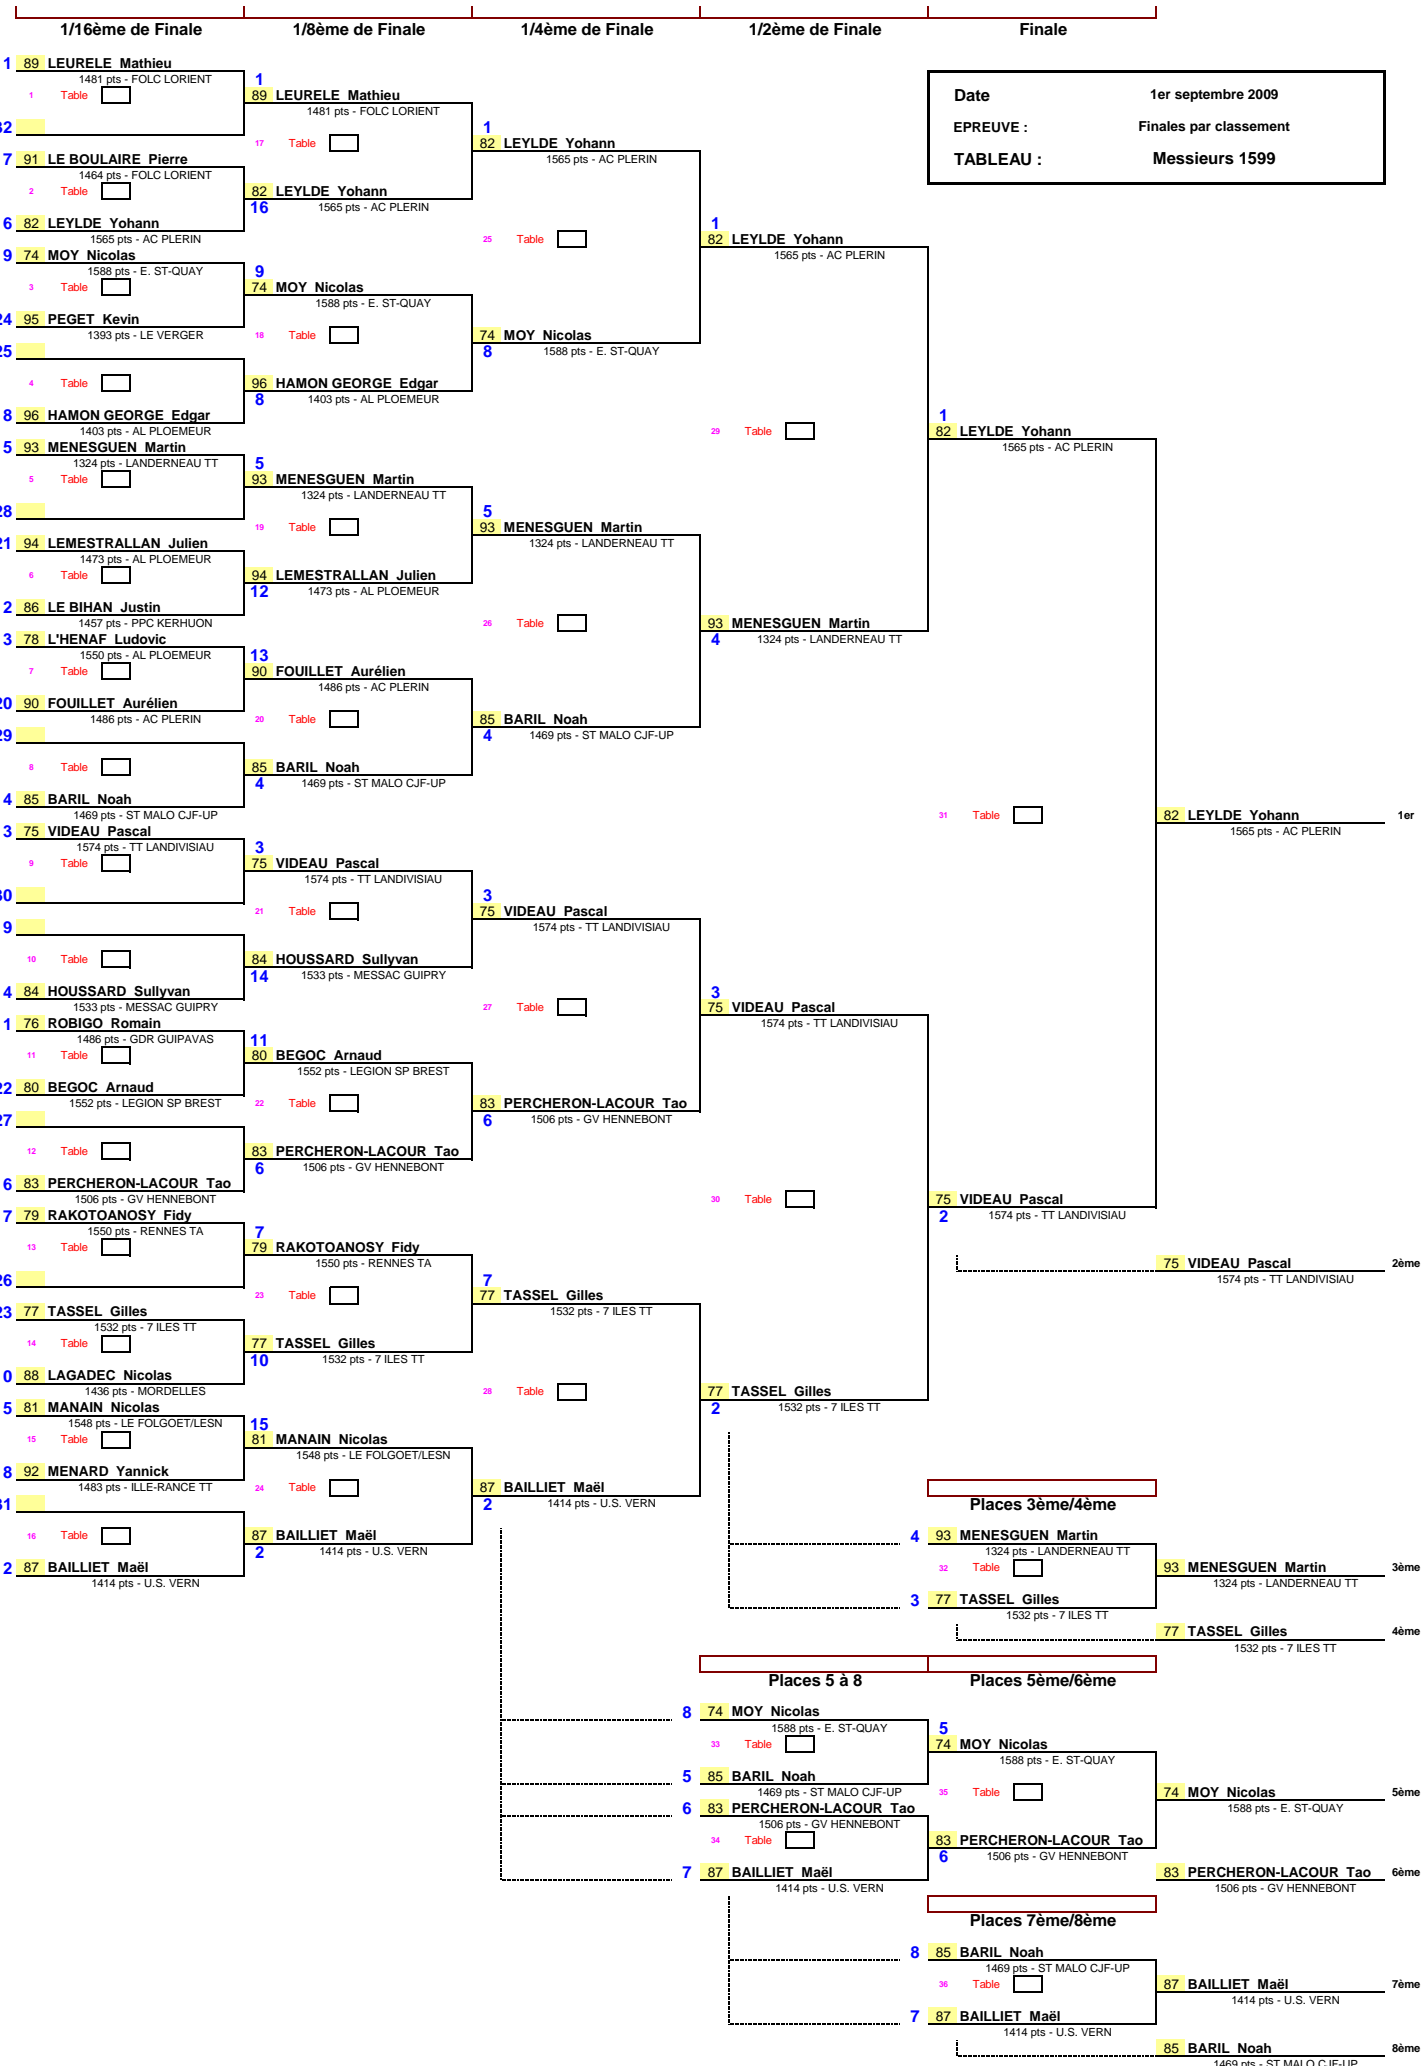 1/16ème de Finale 1/8ème de Finale 1/4ème de Finale 1/2ème de Finale Finale
Date 1er septembre 2009
EPREUVE : Finales par classement
TABLEAU : Messieurs 1599
1 89 LEURELE Mathieu
1481 pts - FOLC LORIENT
1 Table
32
7 91 LE BOULAIRE Pierre
1464 pts - FOLC LORIENT
2 Table
6 82 LEYLDE Yohann
1565 pts - AC PLERIN
9 74 MOY Nicolas
1588 pts - E. ST-QUAY
3 Table
24 95 PEGET Kevin
1393 pts - LE VERGER
25
4 Table
8 96 HAMON GEORGE Edgar
1403 pts - AL PLOEMEUR
5 93 MENESGUEN Martin
1324 pts - LANDERNEAU TT
5 Table
28
21 94 LEMESTRALLAN Julien
1473 pts - AL PLOEMEUR
6 Table
2 86 LE BIHAN Justin
1457 pts - PPC KERHUON
3 78 L'HENAF Ludovic
1550 pts - AL PLOEMEUR
7 Table
20 90 FOUILLET Aurélien
1486 pts - AC PLERIN
29
8 Table
4 85 BARIL Noah
1469 pts - ST MALO CJF-UP
3 75 VIDEAU Pascal
1574 pts - TT LANDIVISIAU
9 Table
30
9
10 Table
4 84 HOUSSARD Sullyvan
1533 pts - MESSAC GUIPRY
1 76 ROBIGO Romain
1486 pts - GDR GUIPAVAS
11 Table
22 80 BEGOC Arnaud
1552 pts - LEGION SP BREST
27
12 Table
6 83 PERCHERON-LACOUR Tao
1506 pts - GV HENNEBONT
7 79 RAKOTOANOSY Fidy
1550 pts - RENNES TA
13 Table
26
23 77 TASSEL Gilles
1532 pts - 7 ILES TT
14 Table
0 88 LAGADEC Nicolas
1436 pts - MORDELLES
5 81 MANAIN Nicolas
1548 pts - LE FOLGOET/LESN
15 Table
8 92 MENARD Yannick
1483 pts - ILLE-RANCE TT
31
16 Table
2 87 BAILLIET Maël
1414 pts - U.S. VERN
1
89 LEURELE Mathieu
1481 pts - FOLC LORIENT
17 Table
82 LEYLDE Yohann
16 1565 pts - AC PLERIN
9
74 MOY Nicolas
1588 pts - E. ST-QUAY
18 Table
96 HAMON GEORGE Edgar
8 1403 pts - AL PLOEMEUR
5
93 MENESGUEN Martin
1324 pts - LANDERNEAU TT
19 Table
94 LEMESTRALLAN Julien
12 1473 pts - AL PLOEMEUR
13
90 FOUILLET Aurélien
1486 pts - AC PLERIN
20 Table
85 BARIL Noah
4 1469 pts - ST MALO CJF-UP
3
75 VIDEAU Pascal
1574 pts - TT LANDIVISIAU
21 Table
84 HOUSSARD Sullyvan
14 1533 pts - MESSAC GUIPRY
11
80 BEGOC Arnaud
1552 pts - LEGION SP BREST
22 Table
83 PERCHERON-LACOUR Tao
6 1506 pts - GV HENNEBONT
7
79 RAKOTOANOSY Fidy
1550 pts - RENNES TA
23 Table
77 TASSEL Gilles
10 1532 pts - 7 ILES TT
15
81 MANAIN Nicolas
1548 pts - LE FOLGOET/LESN
24 Table
87 BAILLIET Maël
2 1414 pts - U.S. VERN
1
82 LEYLDE Yohann
1565 pts - AC PLERIN
25 Table
74 MOY Nicolas
8 1588 pts - E. ST-QUAY
5
93 MENESGUEN Martin
1324 pts - LANDERNEAU TT
26 Table
85 BARIL Noah
4 1469 pts - ST MALO CJF-UP
3
75 VIDEAU Pascal
1574 pts - TT LANDIVISIAU
27 Table
83 PERCHERON-LACOUR Tao
6 1506 pts - GV HENNEBONT
7
77 TASSEL Gilles
1532 pts - 7 ILES TT
28 Table
87 BAILLIET Maël
2 1414 pts - U.S. VERN
1
82 LEYLDE Yohann
1565 pts - AC PLERIN
29 Table
93 MENESGUEN Martin
4 1324 pts - LANDERNEAU TT
3
75 VIDEAU Pascal
1574 pts - TT LANDIVISIAU
30 Table
77 TASSEL Gilles
2 1532 pts - 7 ILES TT
1
82 LEYLDE Yohann
1565 pts - AC PLERIN
31 Table
75 VIDEAU Pascal
2 1574 pts - TT LANDIVISIAU
82 LEYLDE Yohann 1er
1565 pts - AC PLERIN
75 VIDEAU Pascal 2ème
1574 pts - TT LANDIVISIAU
Places 3ème/4ème
4 93 MENESGUEN Martin
1324 pts - LANDERNEAU TT
32 Table
3 77 TASSEL Gilles
1532 pts - 7 ILES TT
93 MENESGUEN Martin 3ème
1324 pts - LANDERNEAU TT
77 TASSEL Gilles 4ème
1532 pts - 7 ILES TT
Places 5 à 8 Places 5ème/6ème
8 74 MOY Nicolas
1588 pts - E. ST-QUAY
33 Table
5 85 BARIL Noah
1469 pts - ST MALO CJF-UP
6 83 PERCHERON-LACOUR Tao
1506 pts - GV HENNEBONT
34 Table
7 87 BAILLIET Maël
1414 pts - U.S. VERN
5
74 MOY Nicolas
1588 pts - E. ST-QUAY
35 Table
83 PERCHERON-LACOUR Tao
6 1506 pts - GV HENNEBONT
74 MOY Nicolas 5ème
1588 pts - E. ST-QUAY
83 PERCHERON-LACOUR Tao 6ème
1506 pts - GV HENNEBONT
Places 7ème/8ème
8 85 BARIL Noah
1469 pts - ST MALO CJF-UP
36 Table
7 87 BAILLIET Maël
1414 pts - U.S. VERN
87 BAILLIET Maël 7ème
1414 pts - U.S. VERN
85 BARIL Noah 8ème
1469 pts - ST MALO CJF-UP